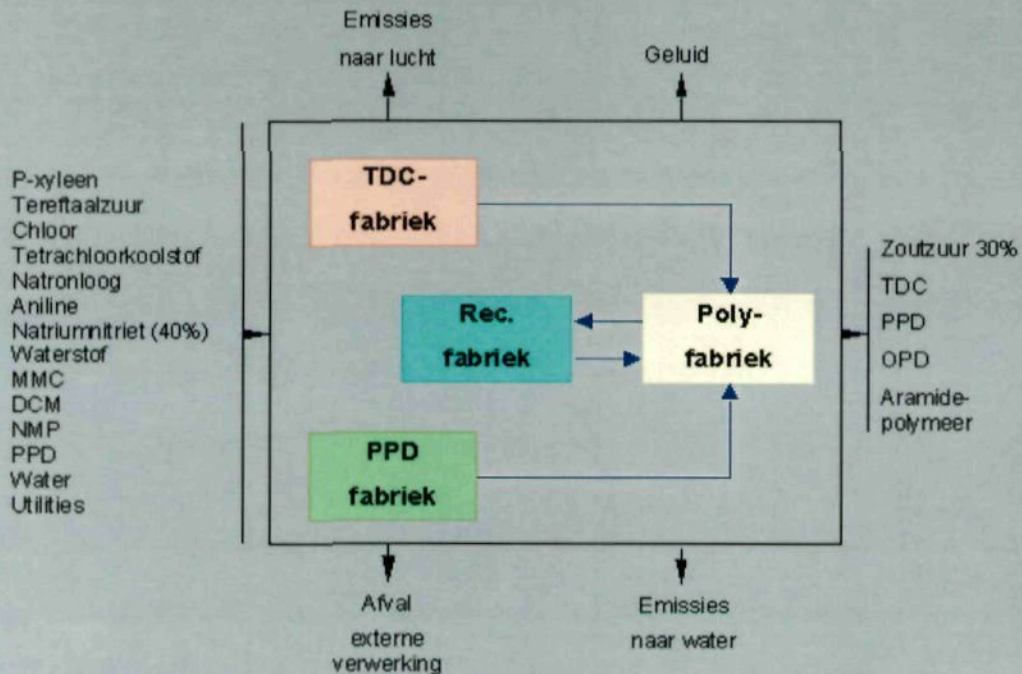 Emissies
naar lucht
Geluid
P-xyleen
Tereftaalzuur
Chloor
Tetrachloorkoolstof
Natronloog
Aniline
Natriumnitriet (40%)
Waterstof
MMC
DCM
NMP
PPD
Water
Utilities
TDC-
fabriek
Rec.
fabriek
Poly-
fabriek
PPD
fabriek
Zoutzuur 30%
TDC
PPD
OPD
Aramide-
polymeer
Afval
externe
verwerking
Emissies
naar water